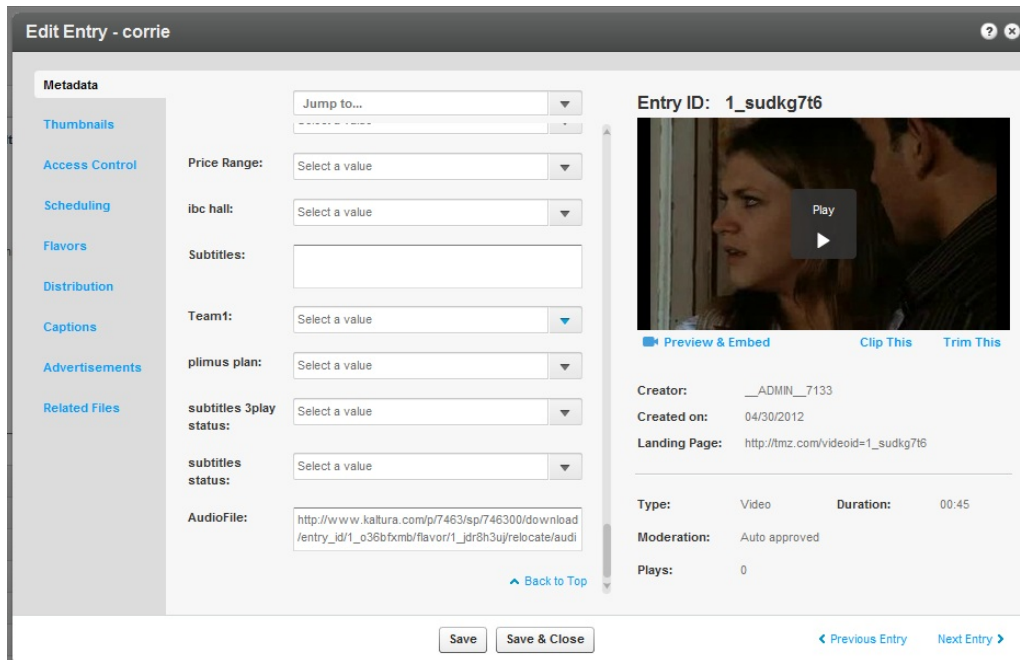 Edit Entry - corrie
Metadata
Thumbnails
Access Control
Scheduling
Flavors
Distribution
Captions
Advertisements
Related Files
Jump to...
Price Range: Select a value
ibc hall: Select a value
Subtitles:
Team1: Select a value
plimus plan: Select a value
subtitles 3play Select a value
status:
subtitles Select a value
status:
AudioFile: http://www.kaltura.com/p/7463/sp/746300/download
/entry_id/1_o36bfxmb/flavor/1_jdr8h3uj/relocate/audi
Back to Top
Entry ID: 1_sudkg7t6
Play
Preview & Embed Clip This Trim This
Creator: __ADMIN__7133
Created on: 04/30/2012
Landing Page: http://tmz.com/videoid=1_sudkg7t6
Type: Video Duration: 00:45
Moderation: Auto approved
Plays: 0
Save Save & Close Previous Entry Next Entry